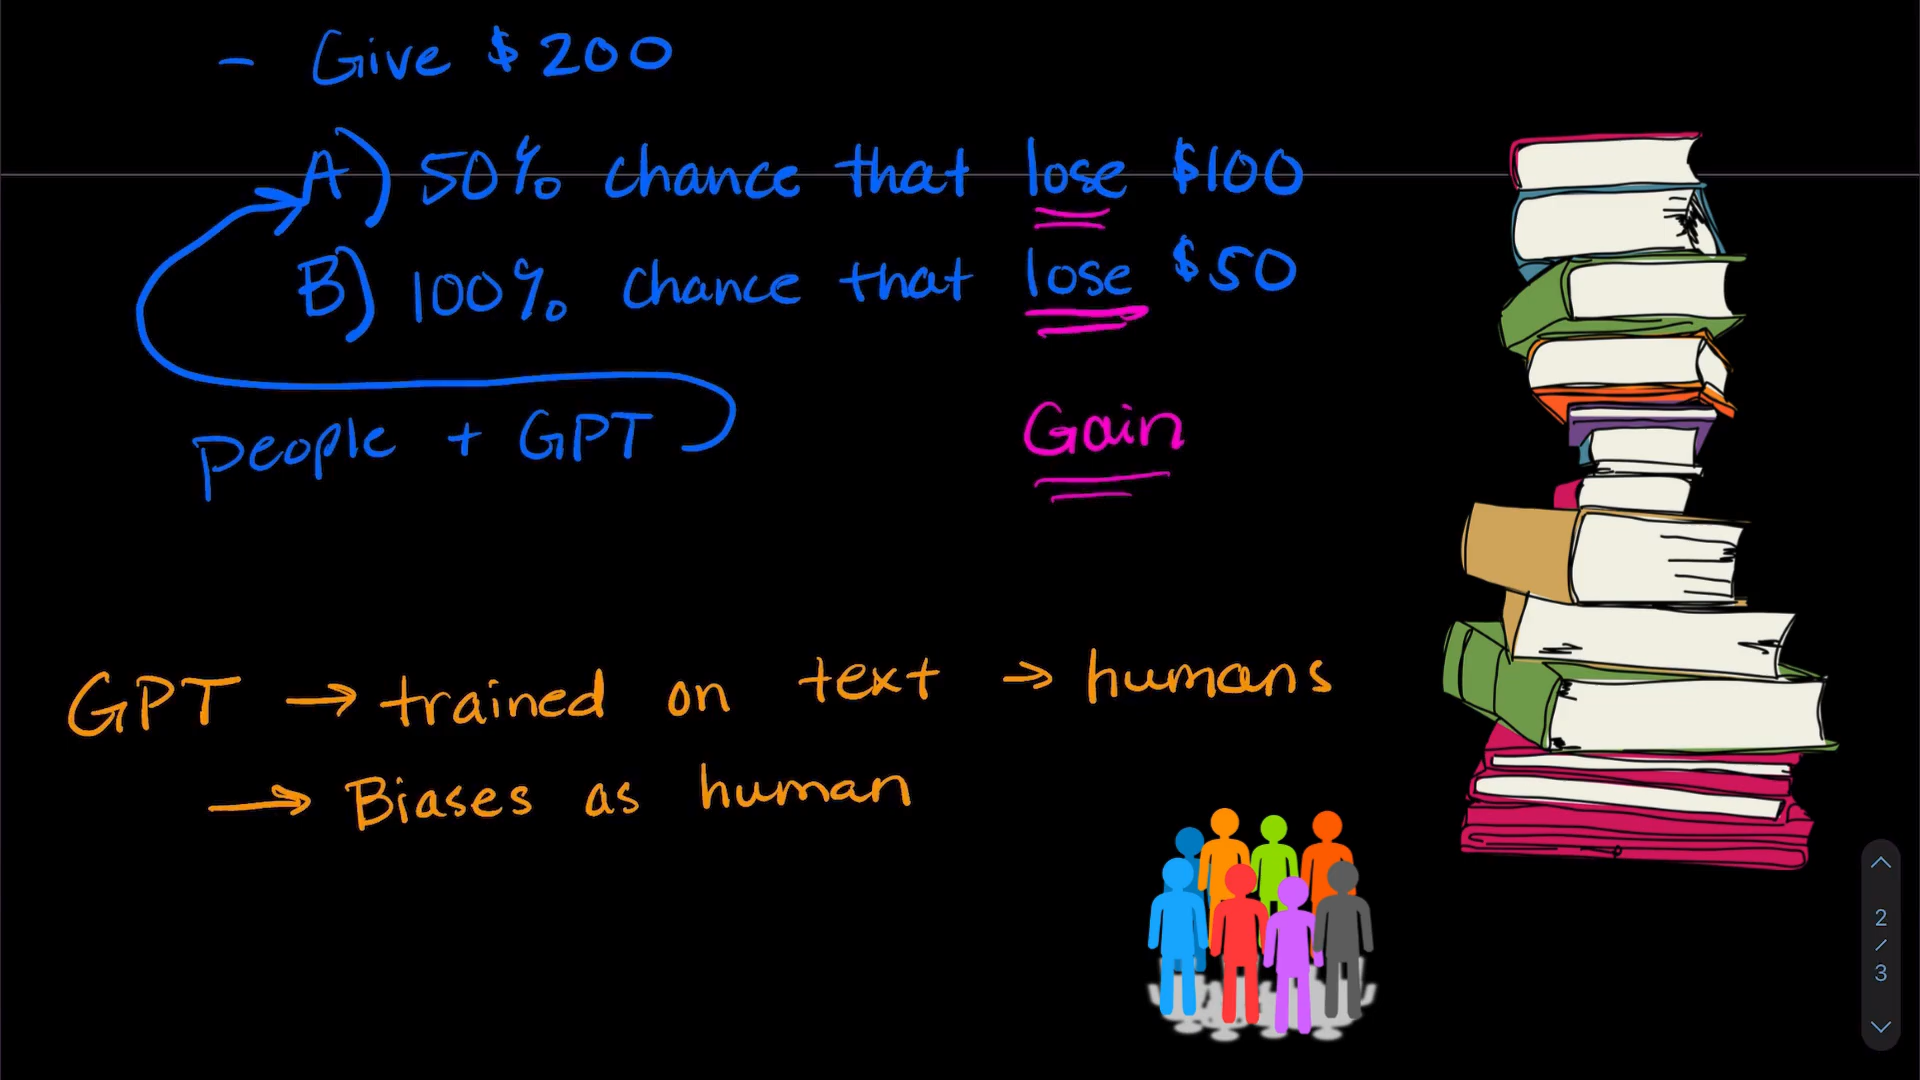 - Give $200
A) 50% chance that lose $100
B) 100% chance that lose $50
people + GPT
Gain
GPT → trained on text → humans
→ Biases as human
2
/
3